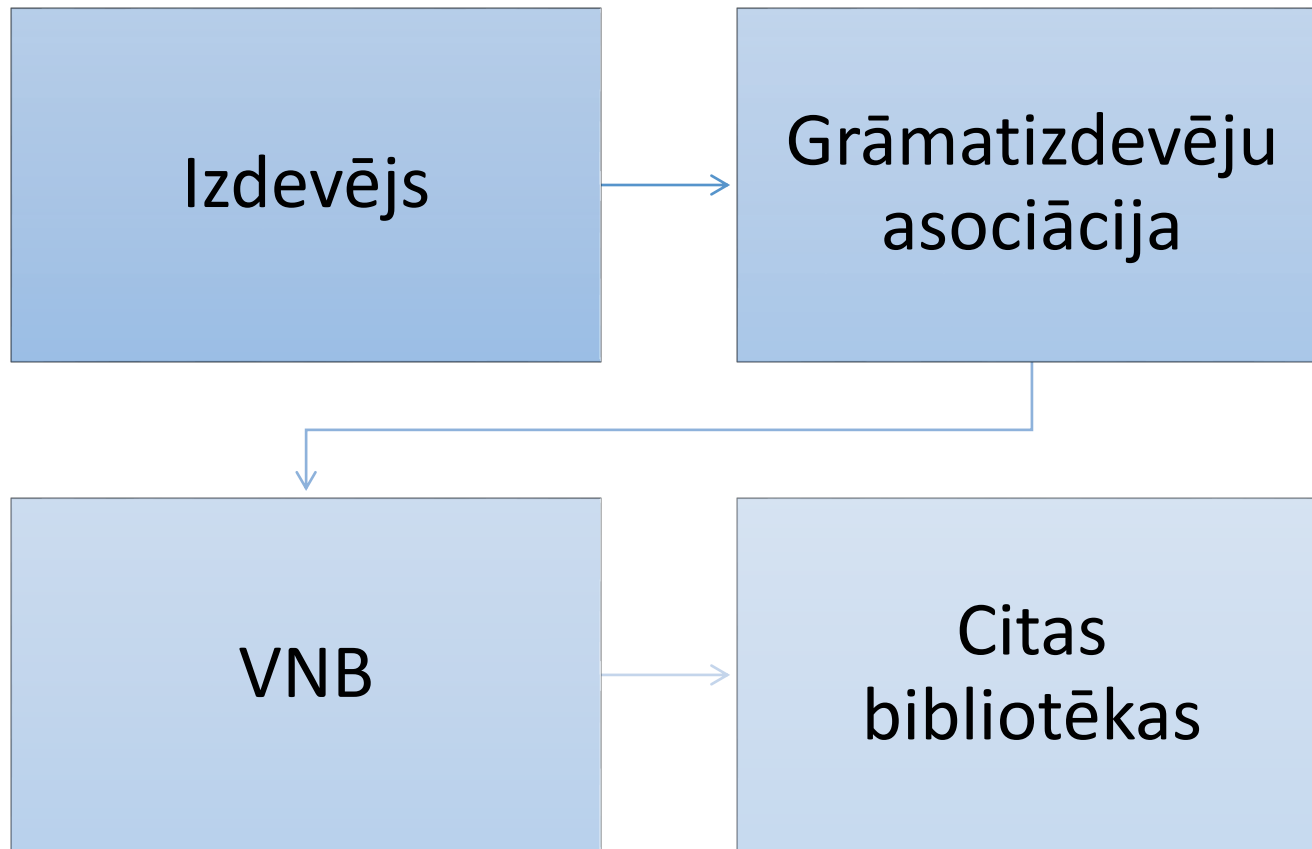 Izdevējs
Grāmatizdevēju
asociācija
VNB
Citas
bibliotēkas